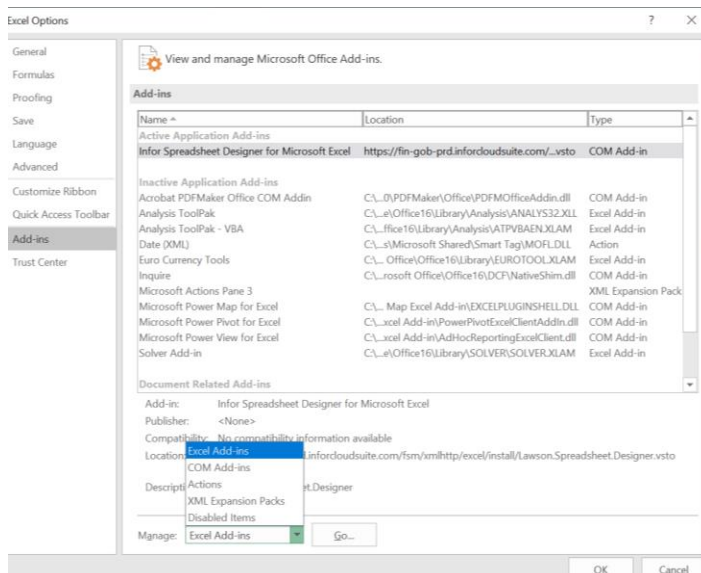 Excel Options ? ×
General
Formulas
Proofing
Save
Language
Advanced
Customize Ribbon
Quick Access Toolbar
Add-ins
Trust Center
View and manage Microsoft Office Add-ins.
Add-ins
Name Location Type
Active Application Add-ins
Infor Spreadsheet Designer for Microsoft Excel https://fin-gob-prd.inforcloudsuite.com/...vsto COM Add-in
Inactive Application Add-ins
Acrobat PDFMaker Office COM Addin C:\...0\PDFMaker\Office\PDFMOfficeAddin.dll COM Add-in
Analysis ToolPak C:\...e\Office16\Library\Analysis\ANALYS32.XLL Excel Add-in
Analysis ToolPak - VBA C:\...ffice16\Library\Analysis\ATPVBAEN.XLAM Excel Add-in
Date (XML) C:\...s\Microsoft Shared\Smart Tag\MOFL.DLL Action
Euro Currency Tools C:\... Office\Office16\Library\EUROTOOL.XLAM Excel Add-in
Inquire C:\...rosoft Office\Office16\DCF\NativeShim.dll COM Add-in
Microsoft Actions Pane 3 XML Expansion Pack
Microsoft Power Map for Excel C:\... Map Excel Add-in\EXCELPLUGINSHELL.DLL COM Add-in
Microsoft Power Pivot for Excel C:\...xcel Add-in\PowerPivotExcelClientAddIn.dll COM Add-in
Microsoft Power View for Excel C:\...xcel Add-in\AdHocReportingExcelClient.dll COM Add-in
Solver Add-in C:\...e\Office16\Library\SOLVER\SOLVER.XLAM Excel Add-in
Document Related Add-ins
Add-in: Infor Spreadsheet Designer for Microsoft Excel
Publisher: <None>
Compatibility: No compatibility information available
Location: d.inforcloudsuite.com/fsm/xmlhttp/excel/install/Lawson.Spreadsheet.Designer.vsto
Descripti et.Designer
Excel Add-ins
COM Add-ins
Actions
XML Expansion Packs
Disabled Items
Manage: Excel Add-ins Go...
OK Cancel